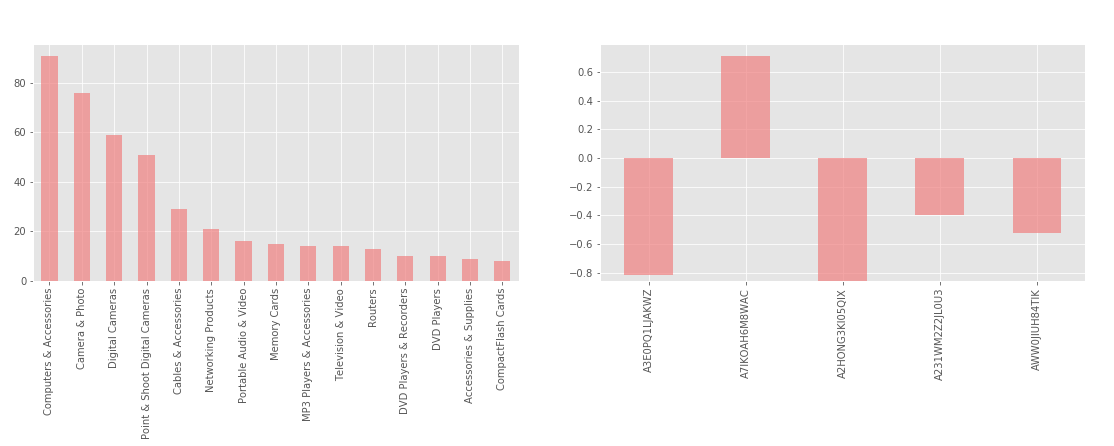 80
60
40
20
0
Computers & Accessories
Camera & Photo
Digital Cameras
Point & Shoot Digital Cameras
Cables & Accessories
Networking Products
Portable Audio & Video
Memory Cards
MP3 Players & Accessories
Television & Video
Routers
DVD Players & Recorders
DVD Players
Accessories & Supplies
CompactFlash Cards
0.6
0.4
0.2
0.0
−0.2
−0.4
−0.6
−0.8
A3E0PQ1LJAKWZ
A7IKOAH6M8WAC
A2HONG3KI05QIX
A231WM2Z2JL0U3
AWW0JIUH84TIK